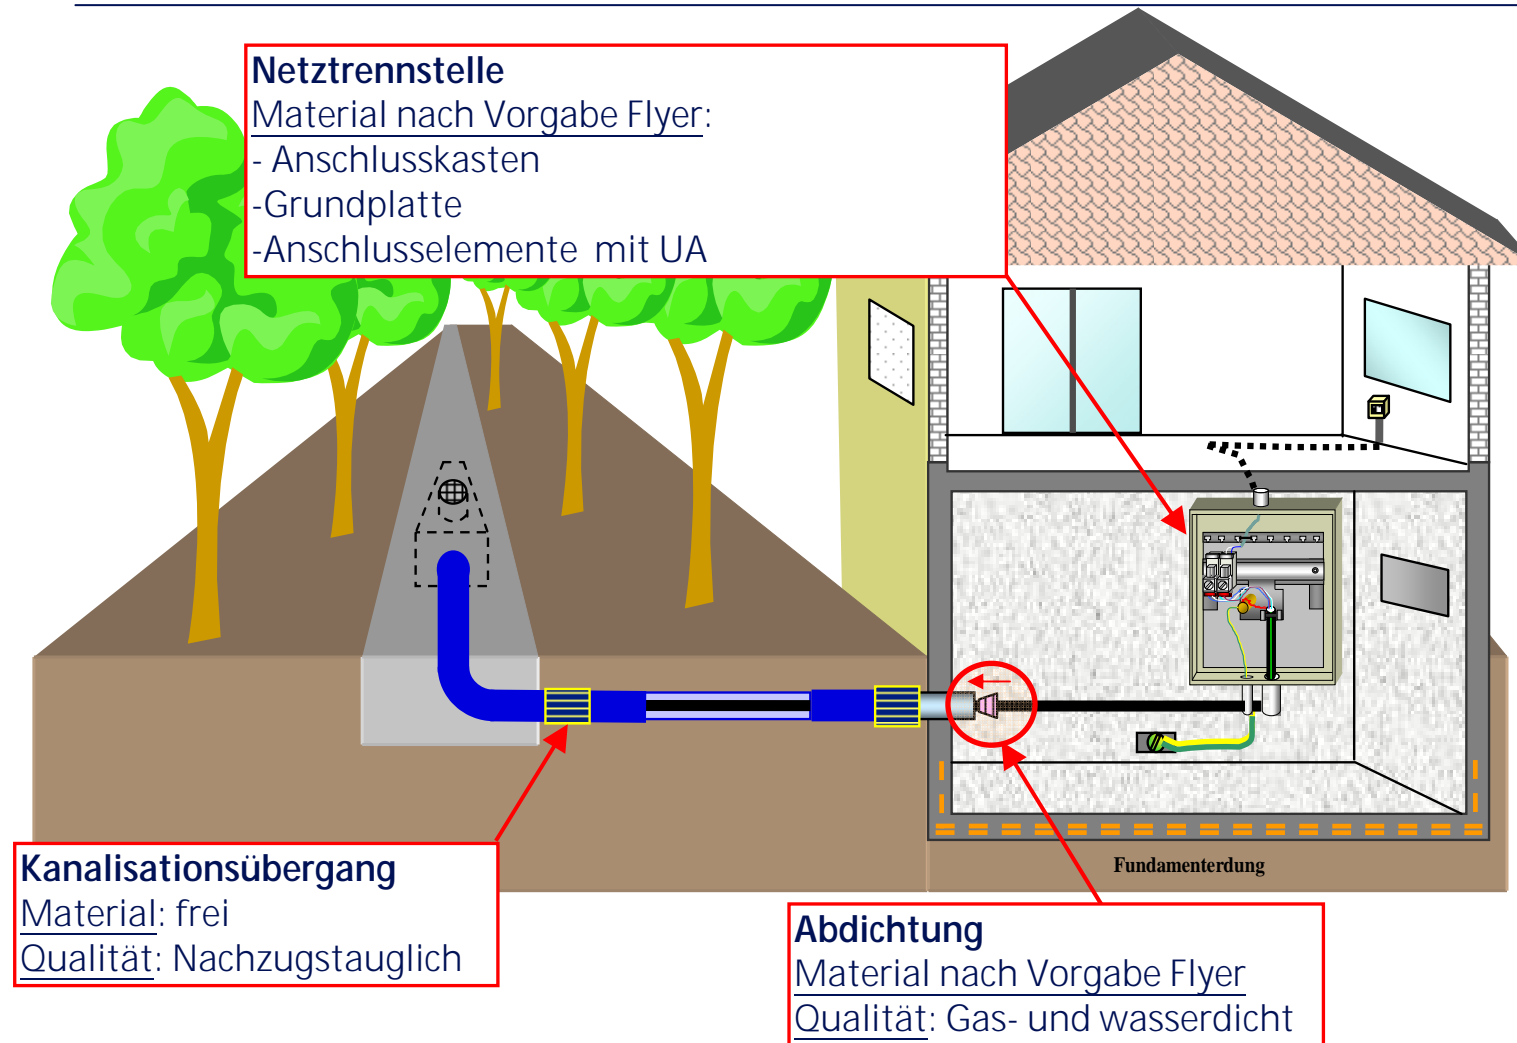 Netztrennstelle
Material nach Vorgabe Flyer:
- Anschlusskasten
-Grundplatte
-Anschlusselemente mit UA
Fundamenterdung
Kanalisationsübergang
Material: frei
Qualität: Nachzugstauglich
Abdichtung
Material nach Vorgabe Flyer
Qualität: Gas- und wasserdicht